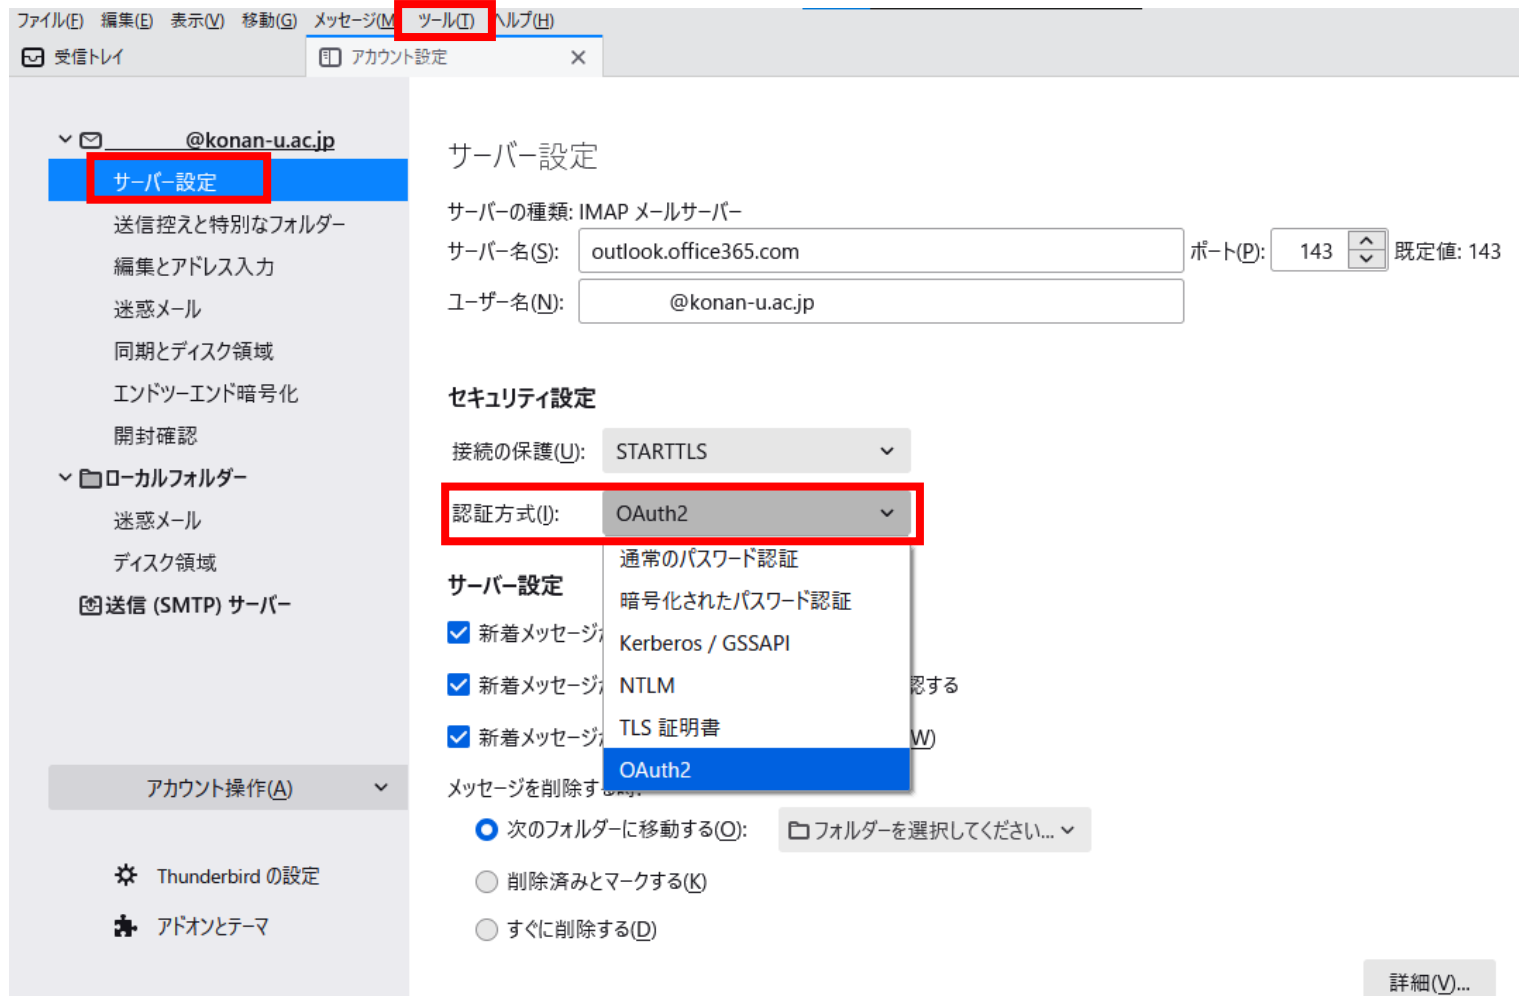 ファイル(F) 編集(E) 表示(V) 移動(G) メッセージ(M ツール(T) ヘルプ(H)
受信トレイ アカウント設定
@konan-u.ac.jp
サーバー設定
送信控えと特別なフォルダー
編集とアドレス入力
迷惑メール
同期とディスク領域
エンドツーエンド暗号化
開封確認
ローカルフォルダー
迷惑メール
ディスク領域
送信 (SMTP) サーバー
アカウント操作(A)
Thunderbird の設定
アドオンとテーマ
サーバー設定
サーバーの種類: IMAP メールサーバー
サーバー名(S): outlook.office365.com ポート(P): 143 既定値: 143
ユーザー名(N): @konan-u.ac.jp
セキュリティ設定
接続の保護(U): STARTTLS
認証方式(I): OAuth2
通常のパスワード認証
暗号化されたパスワード認証
Kerberos / GSSAPI
NTLM
TLS 証明書
OAuth2
サーバー設定
新着メッセージ
新着メッセージ 認する
新着メッセージ W)
メッセージを削除する時:
次のフォルダーに移動する(O): フォルダーを選択してください...
削除済みとマークする(K)
すぐに削除する(D)
詳細(V)...